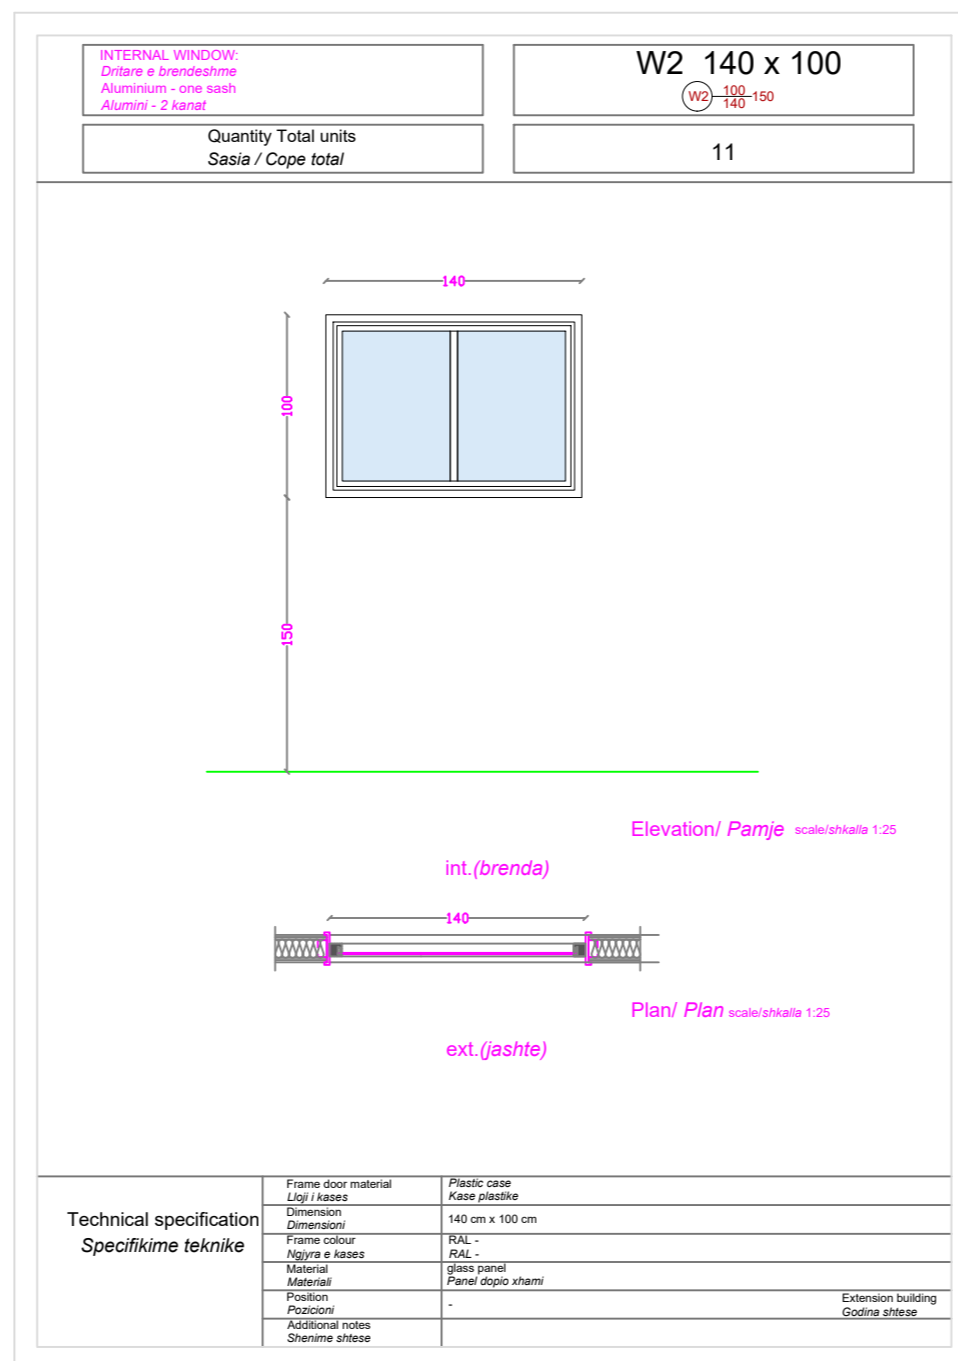 INTERNAL WINDOW:
Dritare e brendeshme
Aluminium - one sash
Alumini - 2 kanat
W2 140 x 100
W2 100 150
140
Quantity Total units
Sasia / Cope total
11
140
100
150
Elevation/ Pamje scale/shkalla 1:25
int.(brenda)
140
Plan/ Plan scale/shkalla 1:25
ext.(jashte)
Technical specification
Specifikime teknike
Frame door material
Lloji i kases
Plastic case
Kase plastike
Dimension
Dimensioni
140 cm x 100 cm
Frame colour
Ngjyra e kases
RAL -
RAL -
Material
Materiali
glass panel
Panel dopio xhami
Position
Pozicioni
-
Extension building
Godina shtese
Additional notes
Shenime shtese